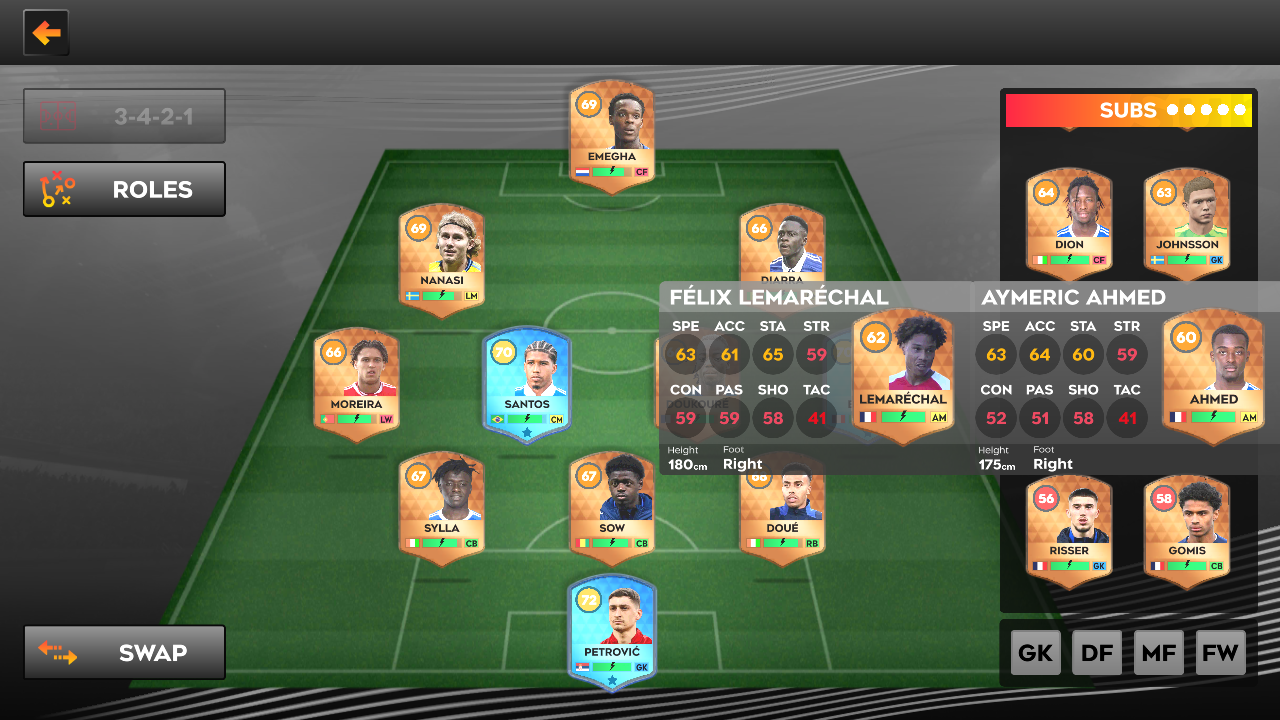 3-4-2-1
ROLES
SWAP
69
EMEGHA
CF
69
NANASI
LM
66
DIARRA
66
MOREIRA
LW
70
SANTOS
CM
DOUKOURÉ
67
SYLLA
CB
67
SOW
CB
68
DOUÉ
RB
72
PETROVIĆ
GK
SUBS
64
DION
CF
63
JOHNSSON
GK
FÉLIX LEMARÉCHAL
SPE ACC STA STR
63 61 65 59
CON PAS SHO TAC
59 59 58 41
Height Foot
180cm Right
62
LEMARÉCHAL
AM
AYMERIC AHMED
SPE ACC STA STR
63 64 60 59
CON PAS SHO TAC
52 51 58 41
Height Foot
175cm Right
60
AHMED
AM
56
RISSER
GK
58
GOMIS
CB
GK DF MF FW